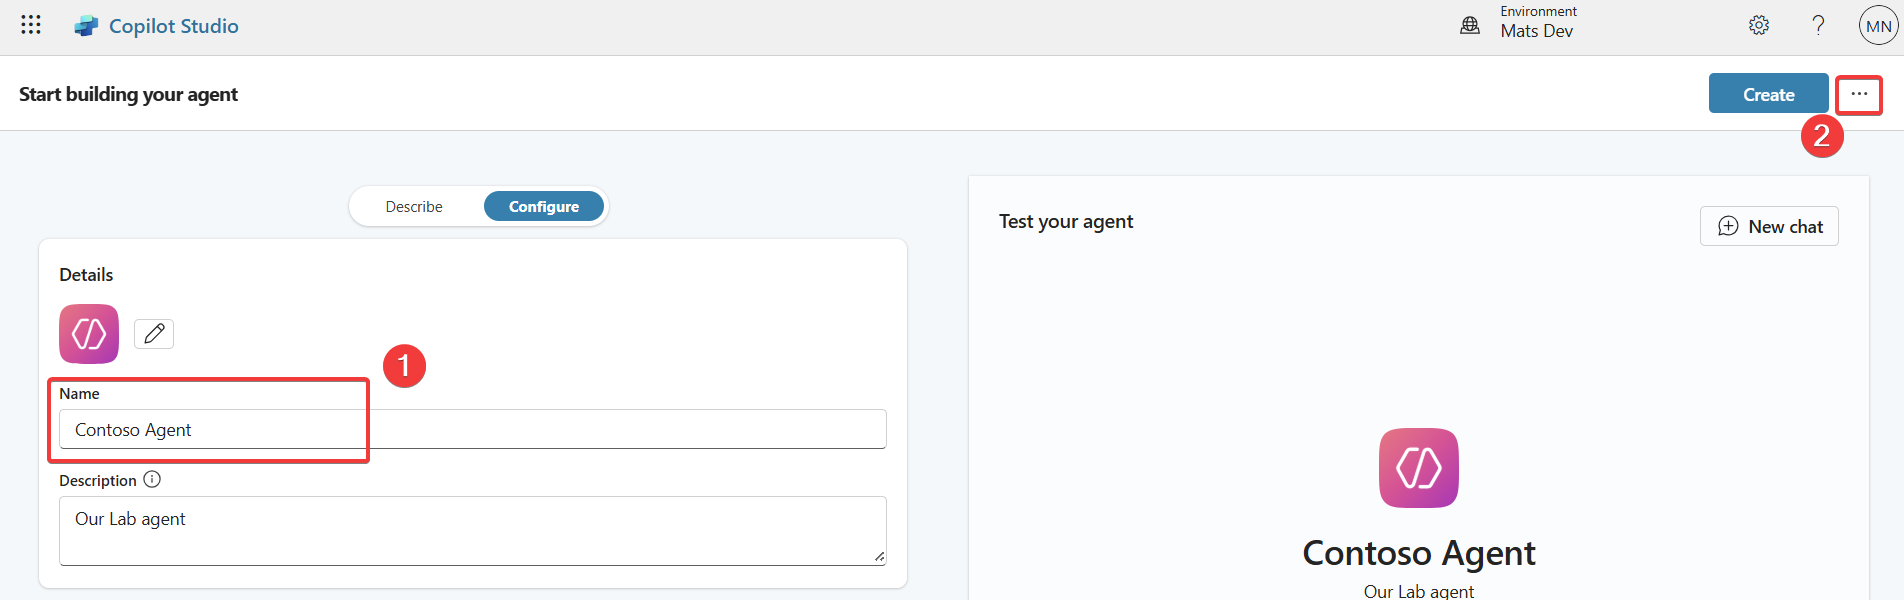 Copilot Studio
Environment
Mats Dev
?
MN
Start building your agent
Create
...
2
Describe
Configure
Test your agent
New chat
Details
1
Name
Contoso Agent
Description
Our Lab agent
Contoso Agent
Our Lab agent